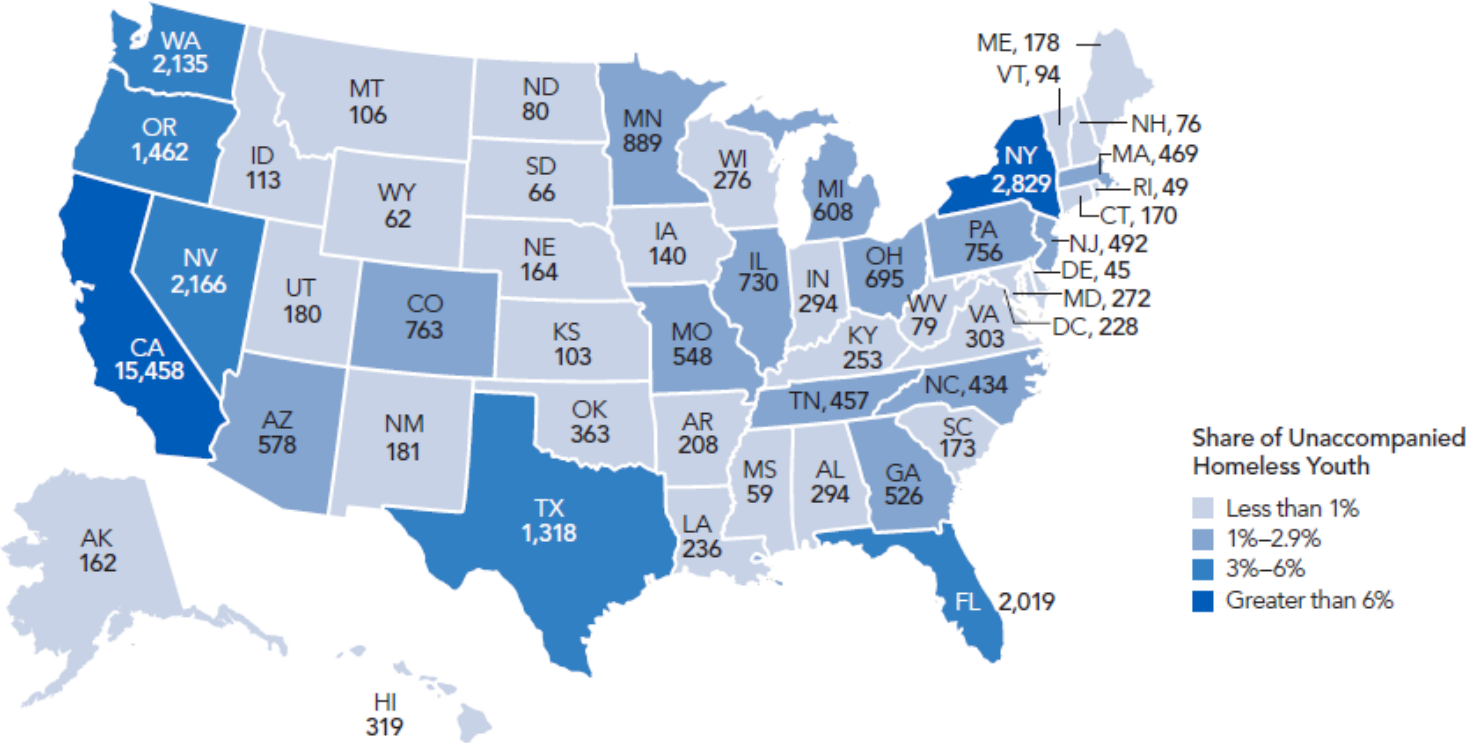 WA
2,135
MT
106
ND
80
MN
889
ME, 178
VT, 94
NH, 76
OR
1,462
ID
113
SD
66
WI
276
MI
608
NY
2,829
MA, 469
RI, 49
CT, 170
WY
62
NE
164
IA
140
PA
756
NJ, 492
NV
2,166
UT
180
CO
763
IL
730
IN
294
OH
695
DE, 45
MD, 272
DC, 228
WV
79
VA
303
CA
15,458
KS
103
MO
548
KY
253
TN, 457
NC, 434
AZ
578
NM
181
OK
363
AR
208
SC
173
MS
59
AL
294
GA
526
TX
1,318
LA
236
AK
162
FL 2,019
HI
319
Share of Unaccompanied
Homeless Youth
Less than 1%
1%–2.9%
3%–6%
Greater than 6%